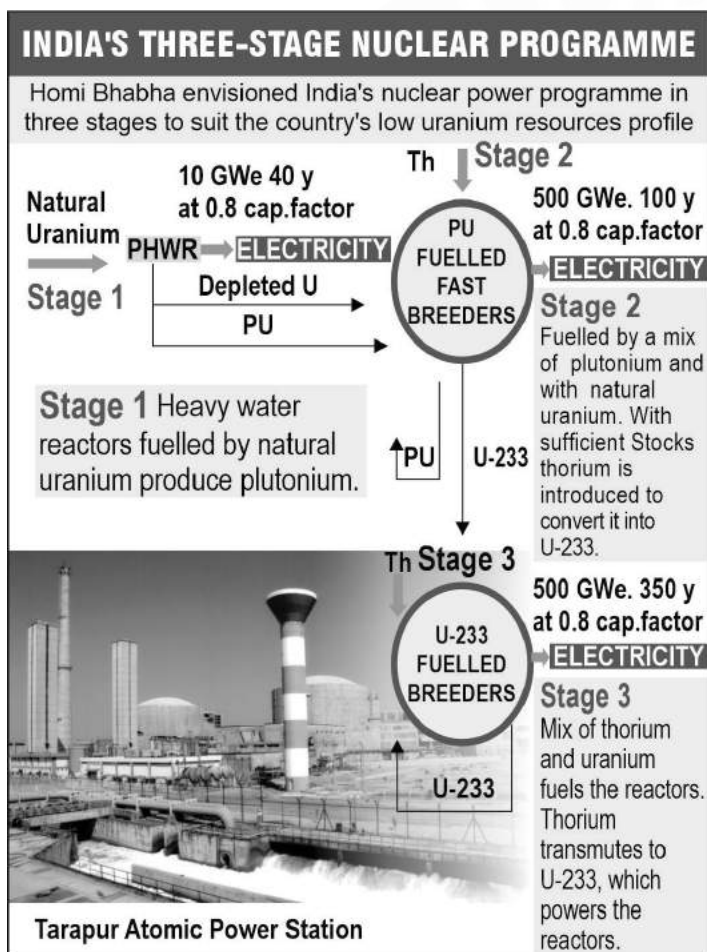 INDIA'S THREE-STAGE NUCLEAR PROGRAMME
Homi Bhabha envisioned India's nuclear power programme in
three stages to suit the country's low uranium resources profile
Natural
Uranium
Stage 1
PHWR
10 GWe 40 y
at 0.8 cap.factor
ELECTRICITY
Depleted U
PU
Th
Stage 2
PU
FUELLED
FAST
BREEDERS
500 GWe. 100 y
at 0.8 cap.factor
ELECTRICITY
Stage 2
Fuelled by a mix
of plutonium and
with natural
uranium. With
sufficient Stocks
thorium is
introduced to
convert it into
U-233.
Stage 1 Heavy water
reactors fuelled by natural
uranium produce plutonium.
PU
U-233
Th Stage 3
U-233
FUELLED
BREEDERS
U-233
500 GWe. 350 y
at 0.8 cap.factor
ELECTRICITY
Stage 3
Mix of thorium
and uranium
fuels the reactors.
Thorium
transmutes to
U-233, which
powers the
reactors.
Tarapur Atomic Power Station